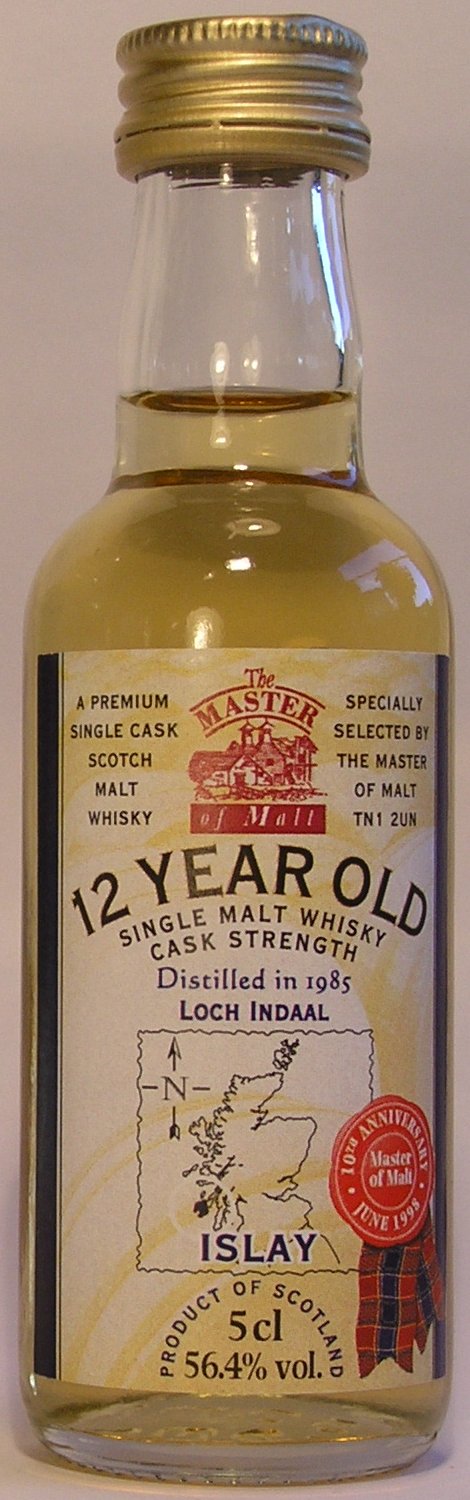 A PREMIUM
SINGLE CASK
SCOTCH
MALT
WHISKY
The
MASTER
of Malt
SPECIALLY
SELECTED BY
THE MASTER
OF MALT
TN1 2UN
12 YEAR OLD
SINGLE MALT WHISKY
CASK STRENGTH
Distilled in 1985
LOCH INDAAL
N
ISLAY
10TH ANNIVERSARY
Master
of Malt
• JUNE 1998 •
PRODUCT OF SCOTLAND
5cl
56.4% vol.